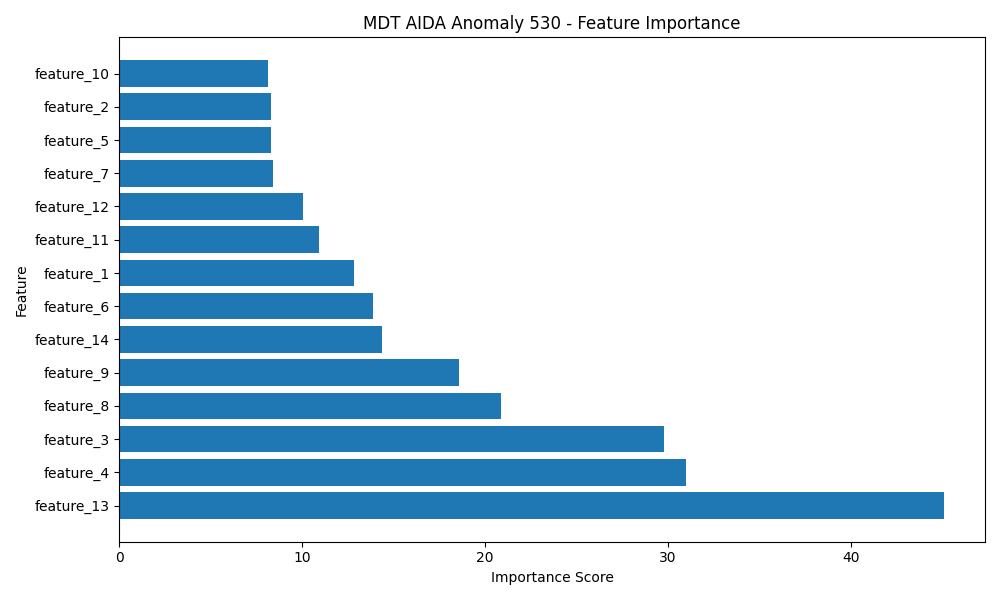 MDT AIDA Anomaly 530 - Feature Importance
feature_10
feature_2
feature_5
feature_7
feature_12
feature_11
feature_1
feature_6
feature_14
feature_9
feature_8
feature_3
feature_4
feature_13
Feature
0 10 20 30 40
Importance Score